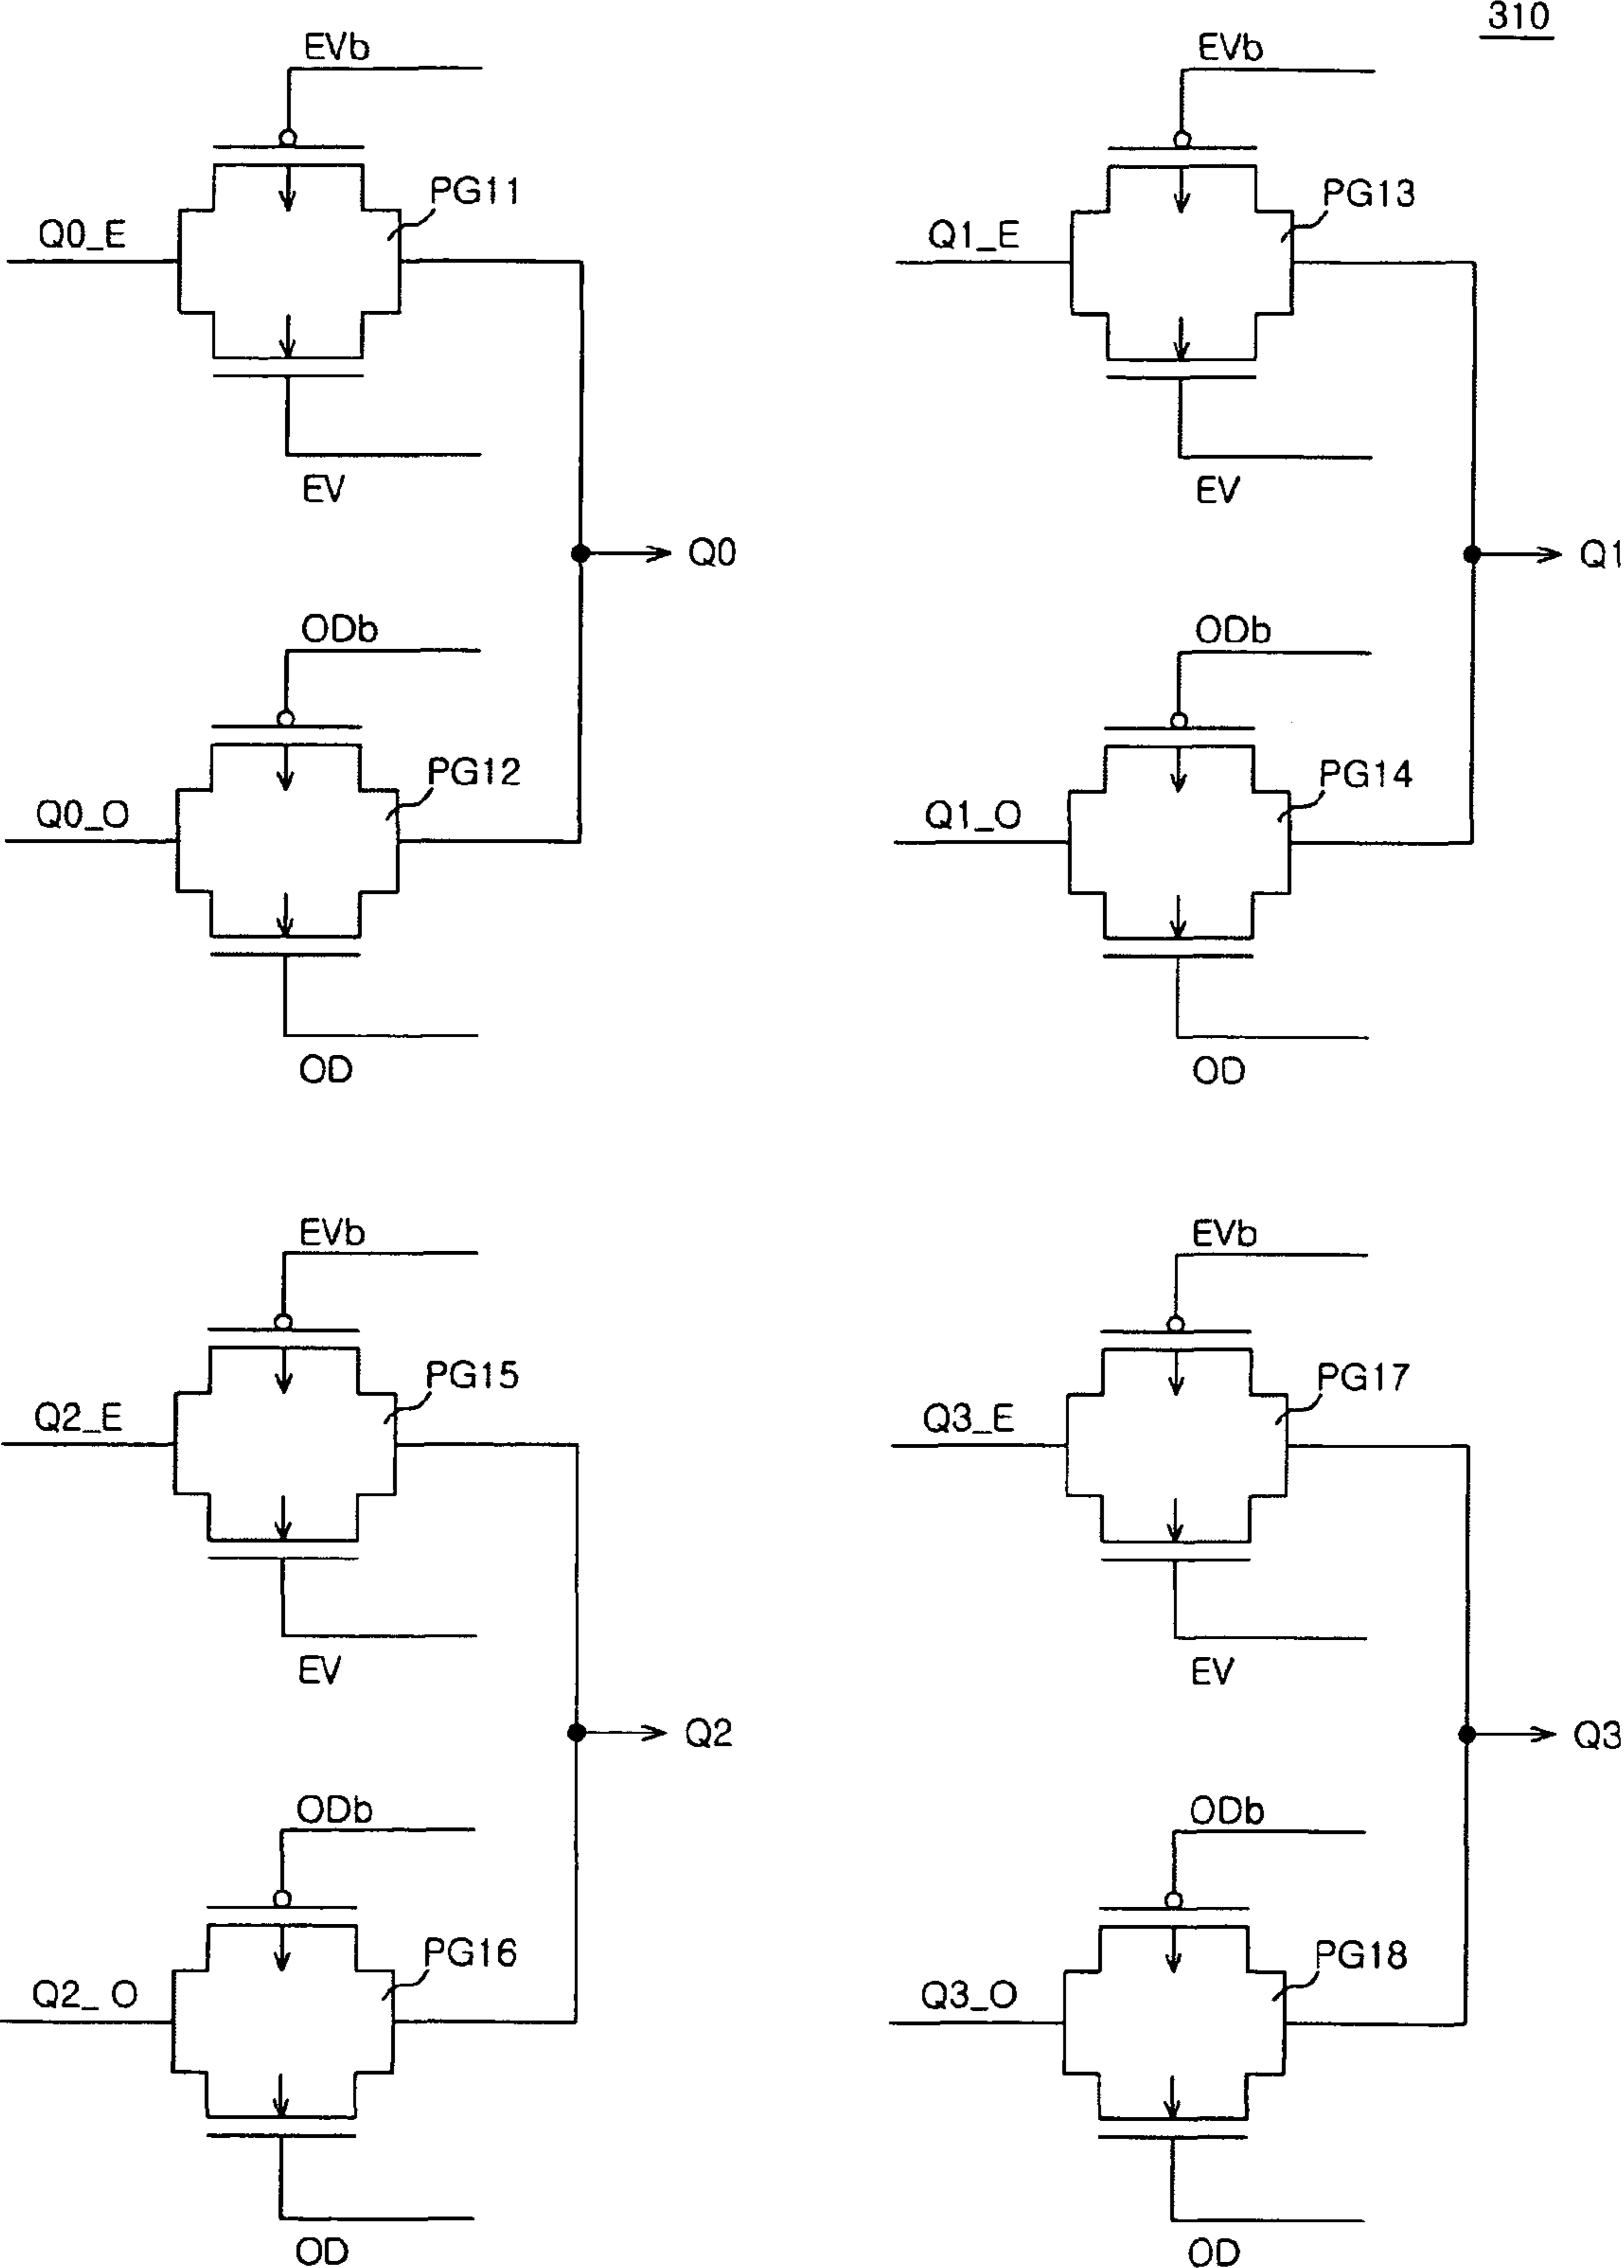 310
EVb
PG11
Q0_E
EV
Q0
ODb
PG12
Q0_O
OD
EVb
PG13
Q1_E
EV
Q1
ODb
PG14
Q1_O
OD
EVb
PG15
Q2_E
EV
Q2
ODb
PG16
Q2_ O
OD
EVb
PG17
Q3_E
EV
Q3
ODb
PG18
Q3_O
OD